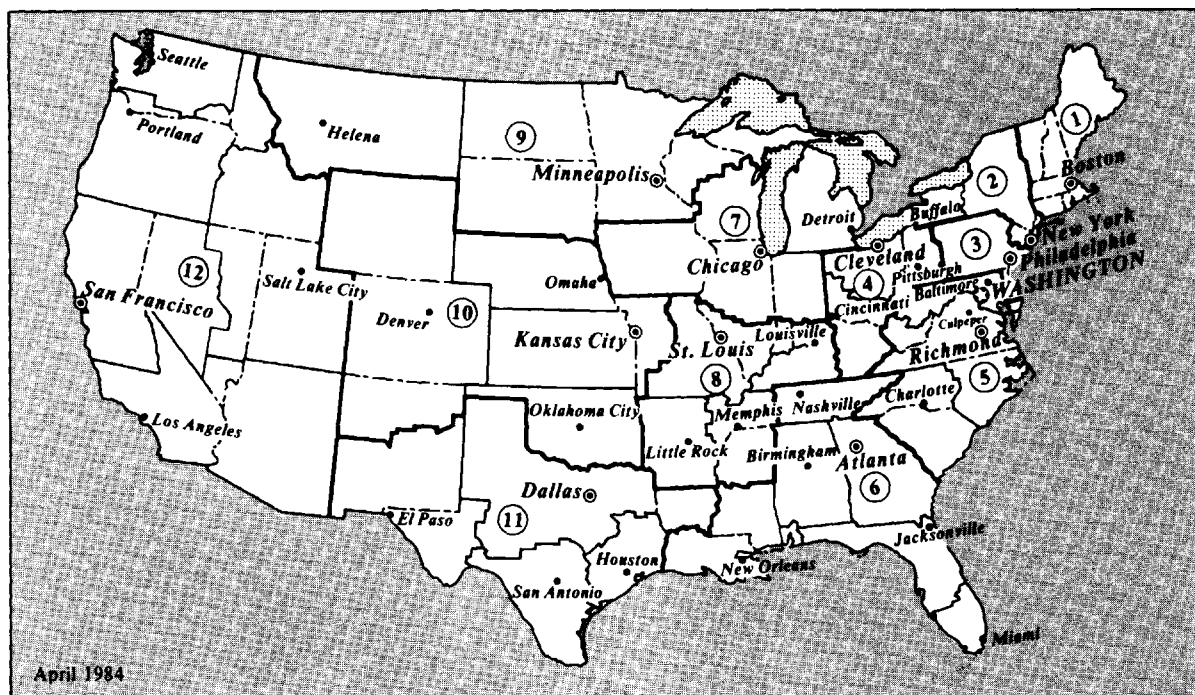 Seattle
Portland
Helena
9
Minneapolis
1
Boston
2
Buffalo
Detroit
7
New York
3
Philadelphia
Cleveland
Chicago
Pittsburgh
WASHINGTON
4
Baltimore
Cincinnati
12
Salt Lake City
San Francisco
Omaha
Denver
10
Kansas City
St. Louis
Louisville
Culpeper
Richmond
8
5
Los Angeles
Oklahoma City
Memphis
Nashville
Charlotte
Little Rock
Birmingham
Atlanta
6
Dallas
11
El Paso
Jacksonville
Houston
New Orleans
San Antonio
Miami
April 1984